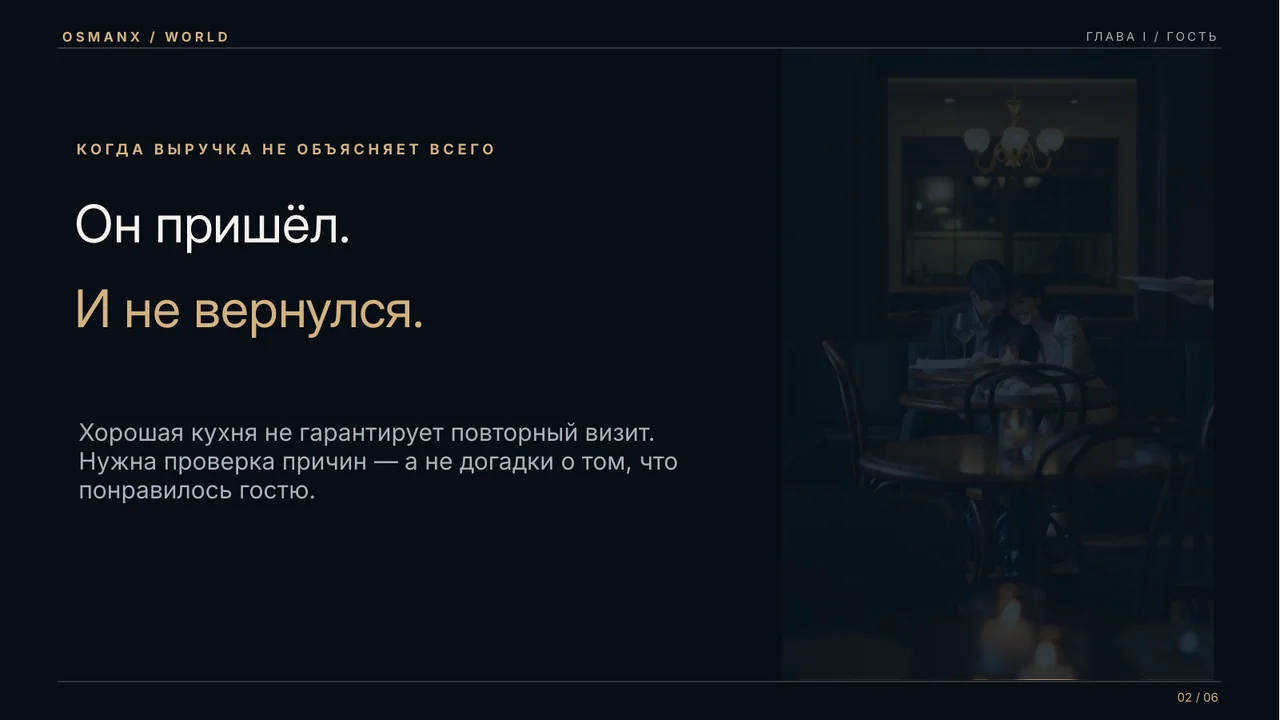 OSMANX / WORLD
ГЛАВА I / ГОСТЬ
КОГДА ВЫРУЧКА НЕ ОБЪЯСНЯЕТ ВСЕГО
Он пришёл.
И не вернулся.
Хорошая кухня не гарантирует повторный визит.
Нужна проверка причин — а не догадки о том, что
понравилось гостю.
02 / 06